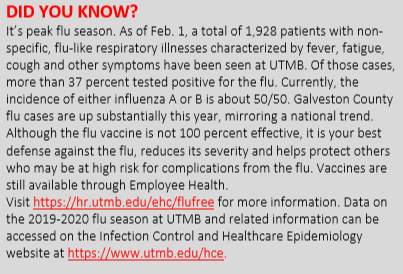 DID YOU KNOW?
It's peak flu season. As of Feb. 1, a total of 1,928 patients with non-
specific, flu-like respiratory illnesses characterized by fever, fatigue,
cough and other symptoms have been seen at UTMB. Of those cases,
more than 37 percent tested positive for the flu. Currently, the
incidence of either influenza A or B is about 50/50. Galveston County
flu cases are up substantially this year, mirroring a national trend.
Although the flu vaccine is not 100 percent effective, it is your best
defense against the flu, reduces its severity and helps protect others
who may be at high risk for complications from the flu. Vaccines are
still available through Employee Health.
Visit https://hr.utmb.edu/ehc/flufree for more information. Data on
the 2019-2020 flu season at UTMB and related information can be
accessed on the Infection Control and Healthcare Epidemiology
website at https://www.utmb.edu/hce.